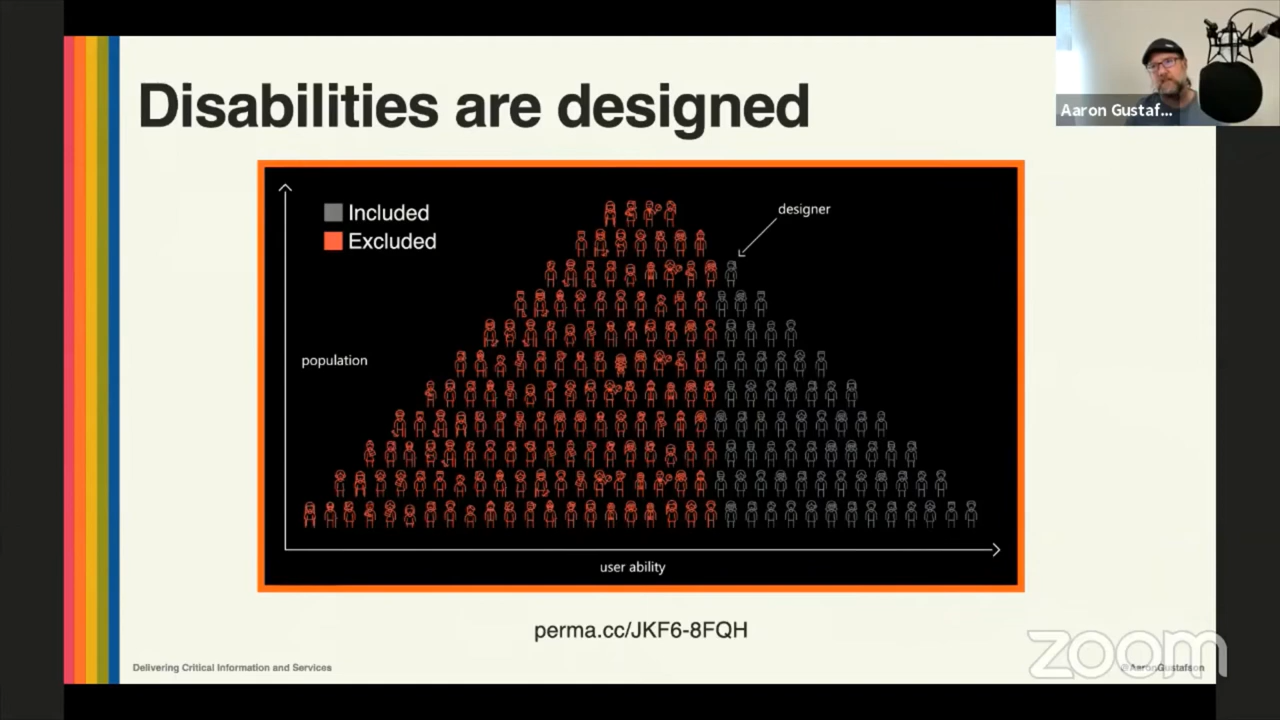 Disabilities are designed
Aaron Gustaf...
Included
Excluded
designer
population
user ability
perma.cc/JKF6-8FQH
Delivering Critical Information and Services
@AaronGustafson
zoom